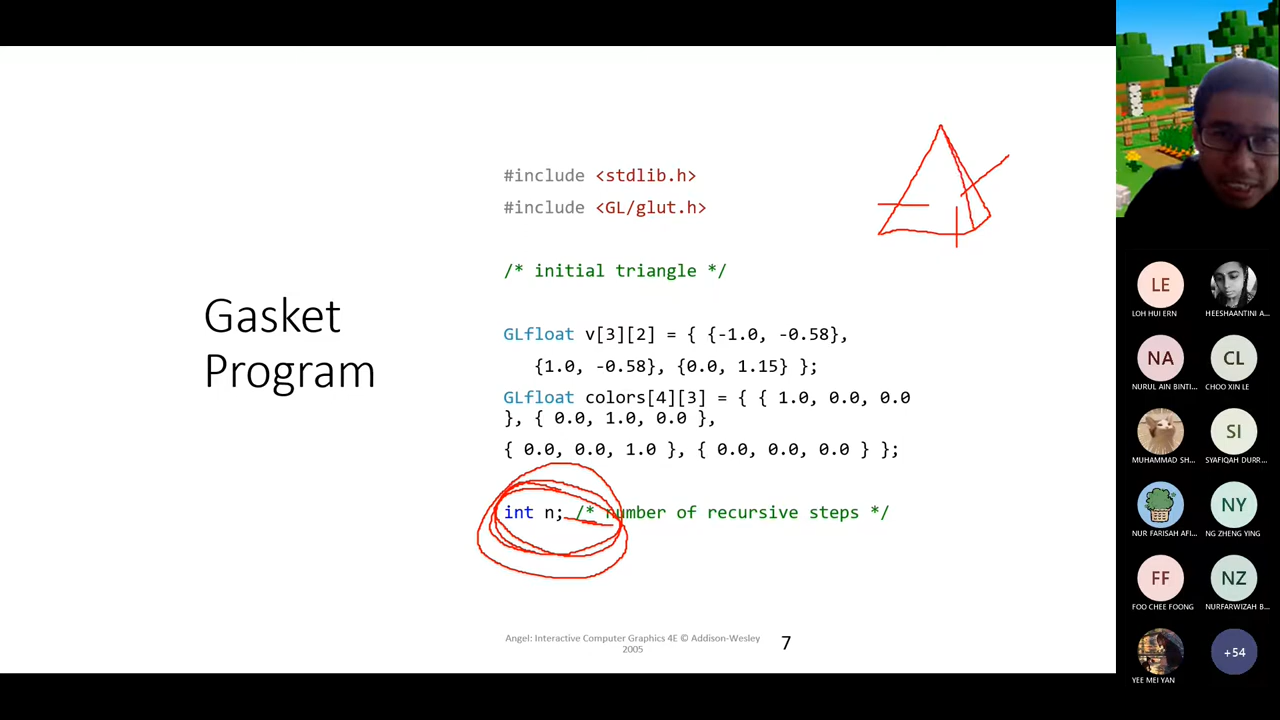 Gasket
Program
#include <stdlib.h>
#include <GL/glut.h>
/* initial triangle */
GLfloat v[3][2] = { {-1.0, -0.58},
{1.0, -0.58}, {0.0, 1.15} };
GLfloat colors[4][3] = { { 1.0, 0.0, 0.0
}, { 0.0, 1.0, 0.0 },
{ 0.0, 0.0, 1.0 }, { 0.0, 0.0, 0.0 } };
int n; /* number of recursive steps */
Angel: Interactive Computer Graphics 4E © Addison-Wesley
2005
7
LE
LOH HUI ERN
HEESHAANTINI A...
NA
NURUL AIN BINTI...
CL
CHOO XIN LE
MUHAMMAD SH...
SI
SYAFIQAH DURR...
NUR FARISAH AFI...
NY
NG ZHENG YING
FF
FOO CHEE FOONG
NZ
NURFARWIZAH B...
YEE MEI YAN
+54